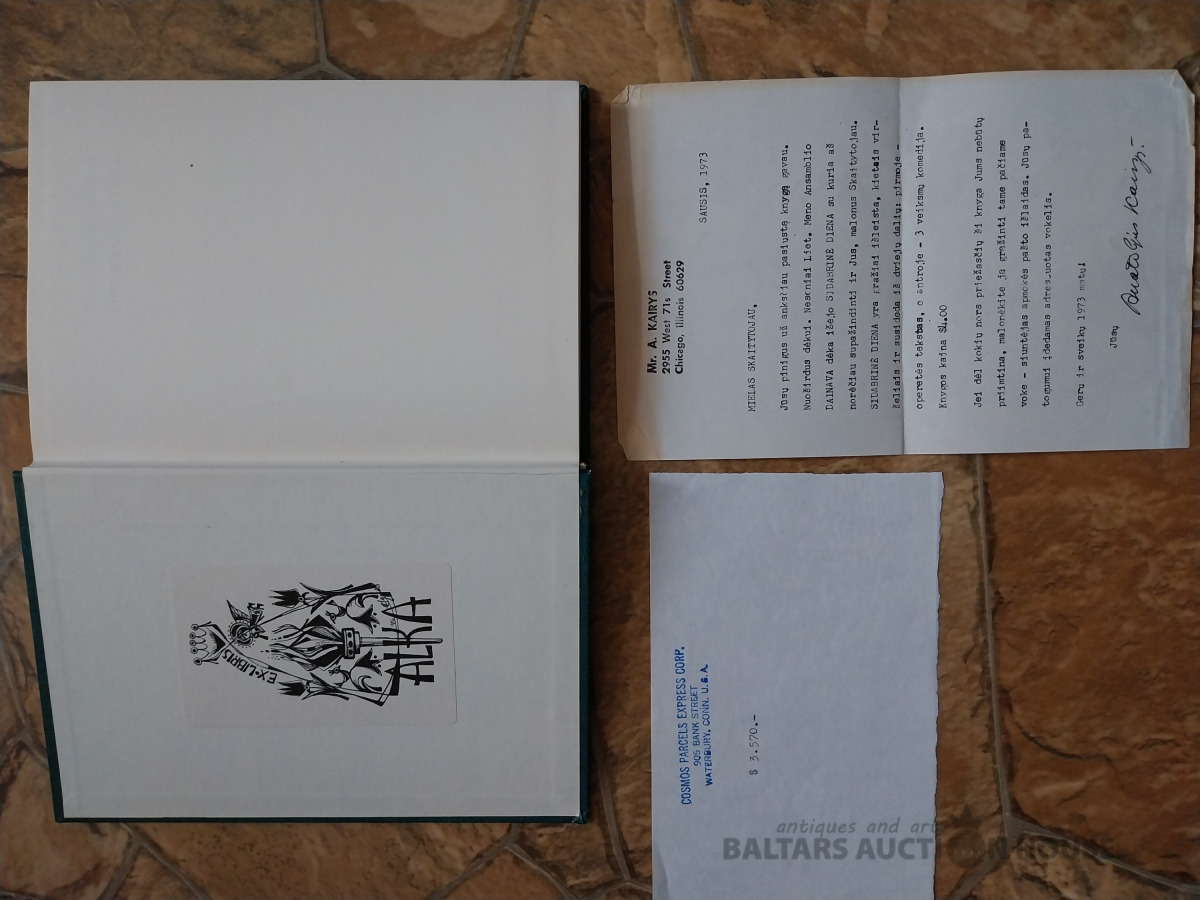 EX-LIBRIS
ALKA
Mr. A. KAIRYS
2955 West 71s Street
Chicago, Illinois 60629
SAUSIS, 1973
MIELAS SKAITYTOJAU,
Jūsų pinigus už anksčiau pasiųstą knygą gavau.
Nuoširdus dėkui. Neseniai Liet. Meno Ansamblio
DAINAVA dėka išėjo SIDABRINĖ DIENA su kuria aš
norėčiau supažindinti ir Jus, malonus Skaitytojau.
SIDABRINĖ DIENA yra gražiai išleista, kietais vir-
šeliais ir susideda iš dviejų dalių: pirmoje -
operetės tekstas, o antroje - 3 veiksmų komedija.
Knygos kaina $4.00
Jei dėl kokių nors priežasčių ši knyga Jums nebūtų
priimtina, malonėkite ją grąžinti tame pačiame
voke - siuntėjas apmokės pašto išlaidas. Jūsų pa-
togumui įdedamas adresuotas vokelis.
Gerų ir sveikų 1973 metų!
Jūsų
Anatolijus Kairys.-
COSMOS PARCELS EXPRESS CORP.
905 BANK STREET
WATERBURY, CONN. U.S.A.
$ 3.570.-
antiques and art
BALTARS AUCTION HOUSE